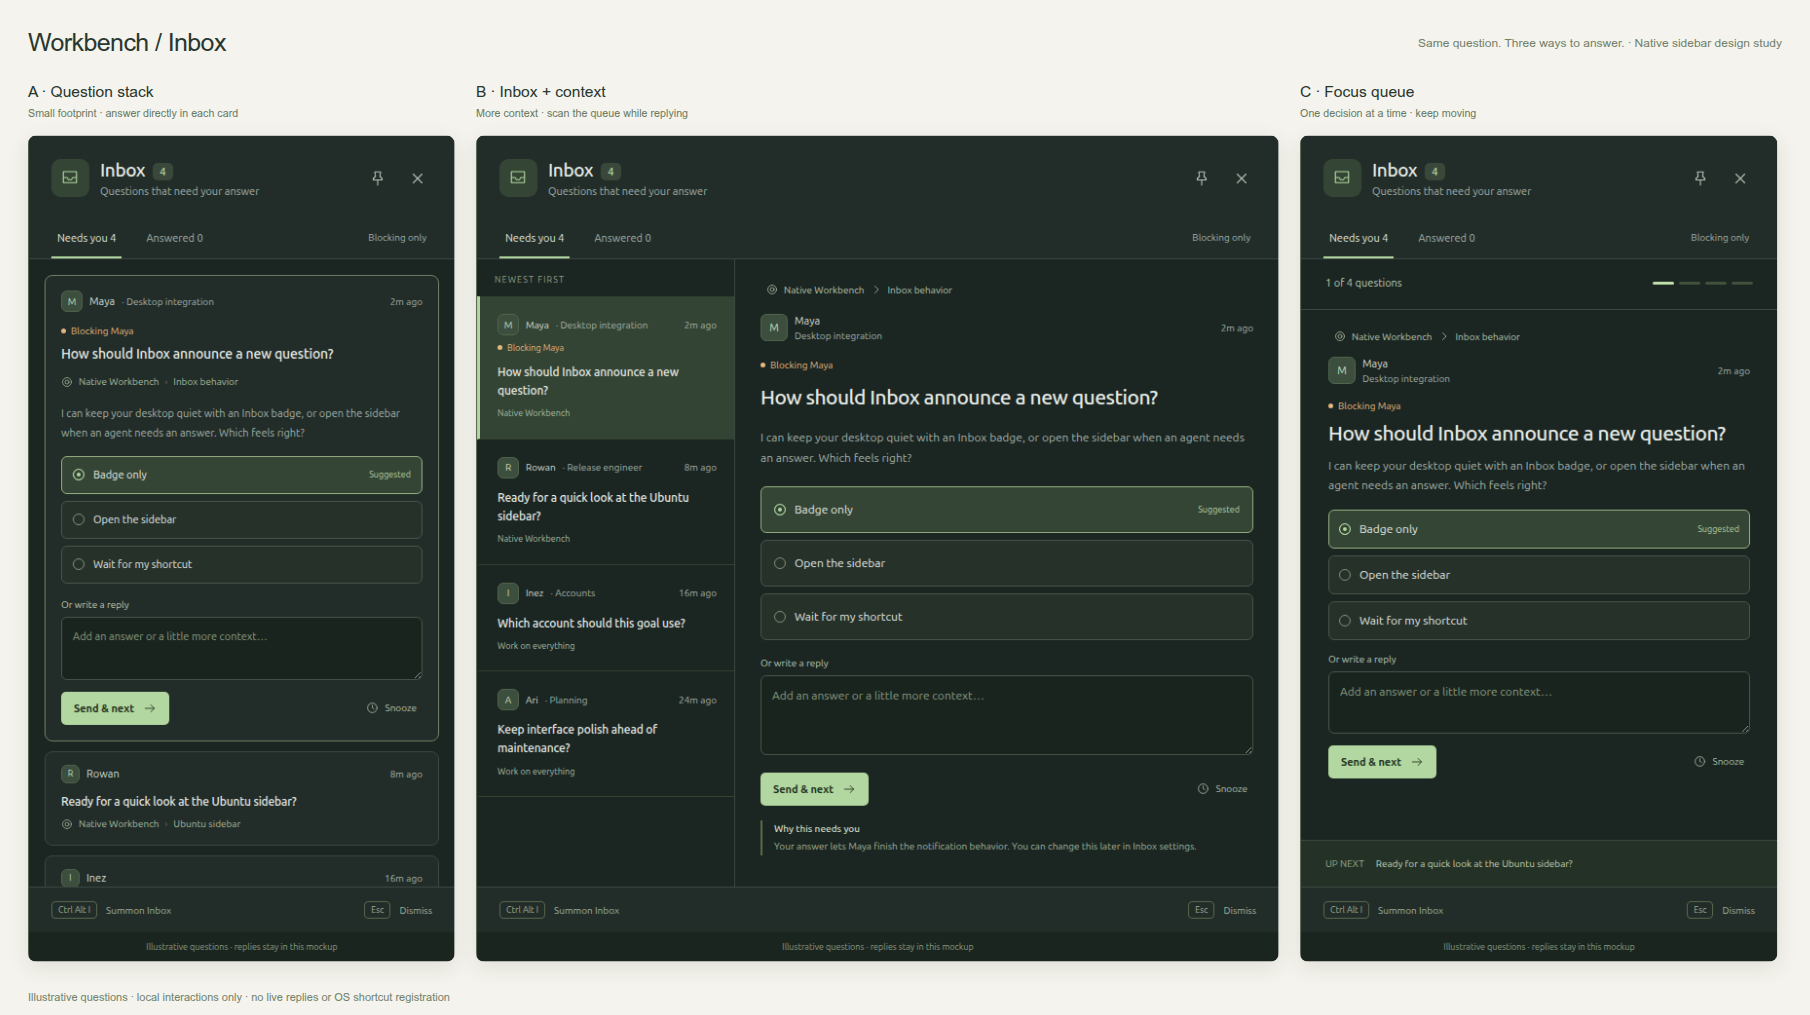 Workbench / Inbox
Same question. Three ways to answer. · Native sidebar design study
A · Question stack
Small footprint · answer directly in each card
Inbox 4
Questions that need your answer
Needs you 4 Answered 0 Blocking only
M Maya · Desktop integration 2m ago
Blocking Maya
How should Inbox announce a new question?
Native Workbench › Inbox behavior
I can keep your desktop quiet with an Inbox badge, or open the sidebar
when an agent needs an answer. Which feels right?
Badge only Suggested
Open the sidebar
Wait for my shortcut
Or write a reply
Add an answer or a little more context...
Send & next → Snooze
R Rowan 8m ago
Ready for a quick look at the Ubuntu sidebar?
Native Workbench › Ubuntu sidebar
I Inez 16m ago
Ctrl Alt I Summon Inbox Esc Dismiss
Illustrative questions · replies stay in this mockup
B · Inbox + context
More context · scan the queue while replying
Inbox 4
Questions that need your answer
Needs you 4 Answered 0 Blocking only
NEWEST FIRST
M Maya · Desktop integration 2m ago
Blocking Maya
How should Inbox announce a new
question?
Native Workbench
R Rowan · Release engineer 8m ago
Ready for a quick look at the Ubuntu
sidebar?
Native Workbench
I Inez · Accounts 16m ago
Which account should this goal use?
Work on everything
A Ari · Planning 24m ago
Keep interface polish ahead of
maintenance?
Work on everything
Native Workbench › Inbox behavior
M Maya
Desktop integration 2m ago
Blocking Maya
How should Inbox announce a new question?
I can keep your desktop quiet with an Inbox badge, or open the sidebar when an agent needs
an answer. Which feels right?
Badge only Suggested
Open the sidebar
Wait for my shortcut
Or write a reply
Add an answer or a little more context...
Send & next → Snooze
Why this needs you
Your answer lets Maya finish the notification behavior. You can change this later in Inbox settings.
Ctrl Alt I Summon Inbox Esc Dismiss
Illustrative questions · replies stay in this mockup
C · Focus queue
One decision at a time · keep moving
Inbox 4
Questions that need your answer
Needs you 4 Answered 0 Blocking only
1 of 4 questions
Native Workbench › Inbox behavior
M Maya
Desktop integration 2m ago
Blocking Maya
How should Inbox announce a new question?
I can keep your desktop quiet with an Inbox badge, or open the sidebar when an
agent needs an answer. Which feels right?
Badge only Suggested
Open the sidebar
Wait for my shortcut
Or write a reply
Add an answer or a little more context...
Send & next → Snooze
UP NEXT Ready for a quick look at the Ubuntu sidebar?
Ctrl Alt I Summon Inbox Esc Dismiss
Illustrative questions · replies stay in this mockup
Illustrative questions · local interactions only · no live replies or OS shortcut registration